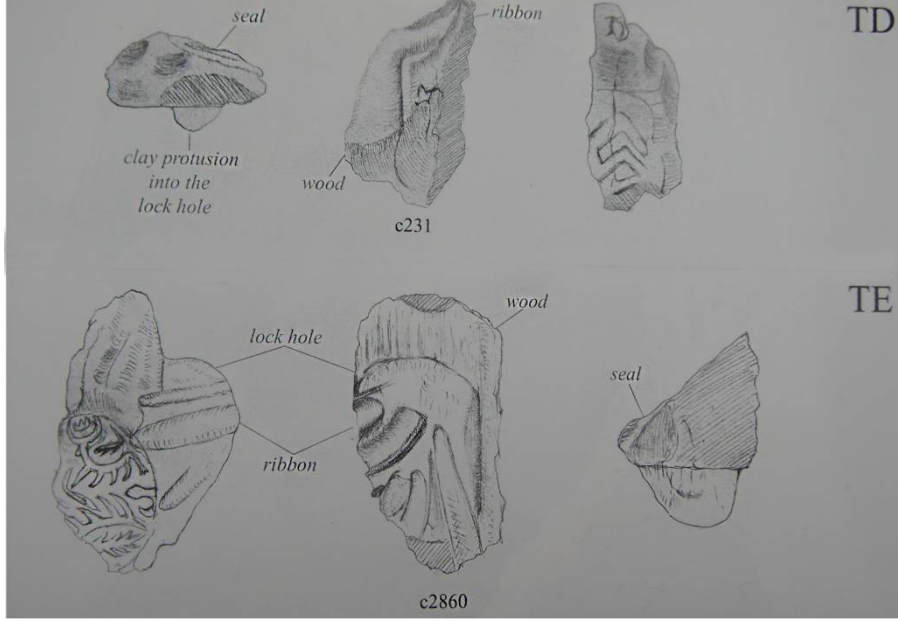 TD
seal
ribbon
clay protusion
into the
lock hole
wood
c231
TE
wood
lock hole
seal
ribbon
c2860